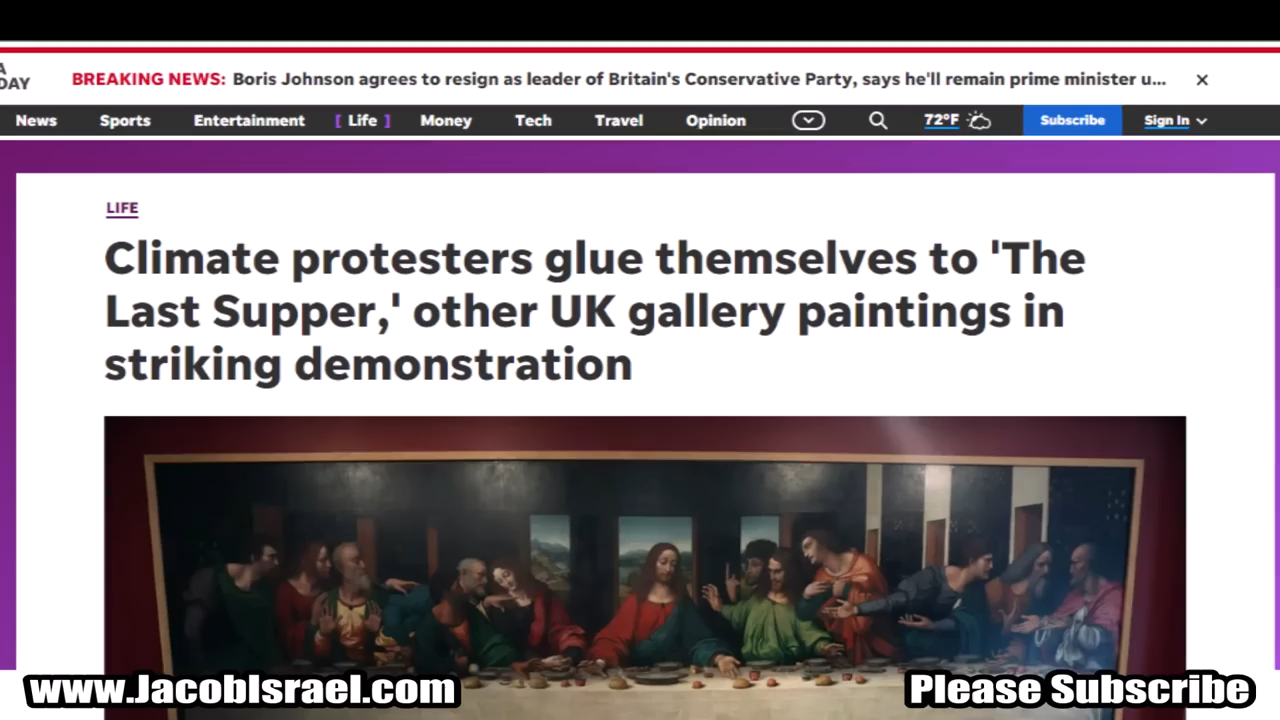 A
DAY
BREAKING NEWS: Boris Johnson agrees to resign as leader of Britain's Conservative Party, says he'll remain prime minister u...
News Sports Entertainment [ Life ] Money Tech Travel Opinion 72°F Subscribe Sign In
LIFE
Climate protesters glue themselves to 'The
Last Supper,' other UK gallery paintings in
striking demonstration
www.JacobIsrael.com Please Subscribe